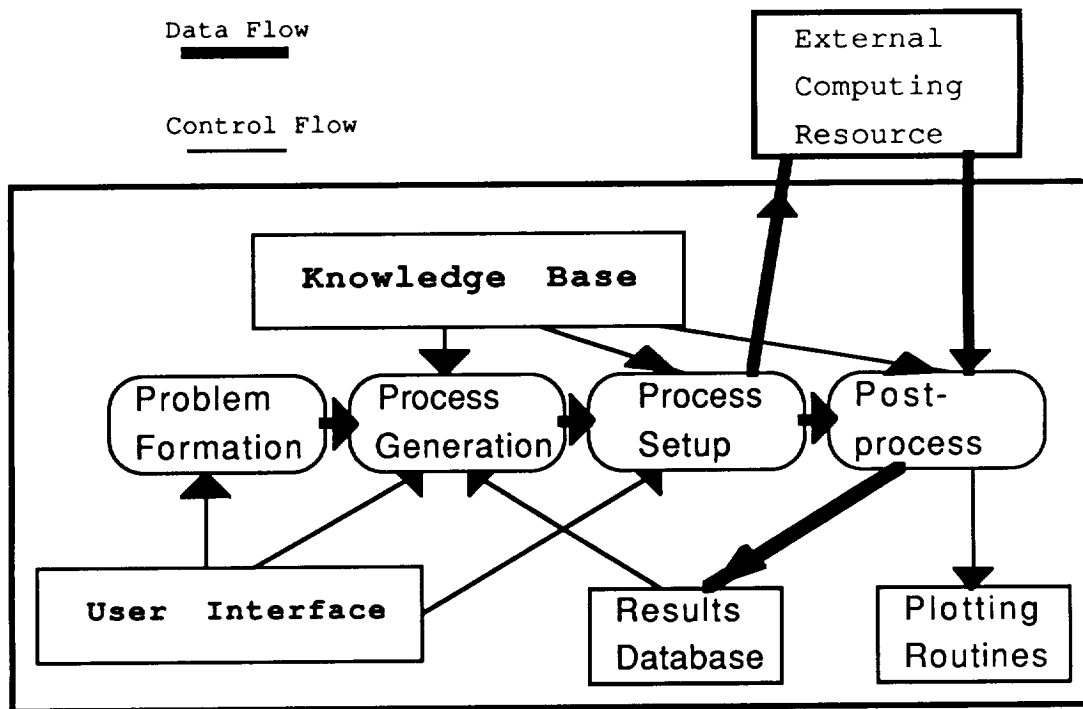 Data Flow
Control Flow
External
Computing
Resource
Knowledge Base
Problem
Formation
Process
Generation
Process
Setup
Post-
process
User Interface
Results
Database
Plotting
Routines